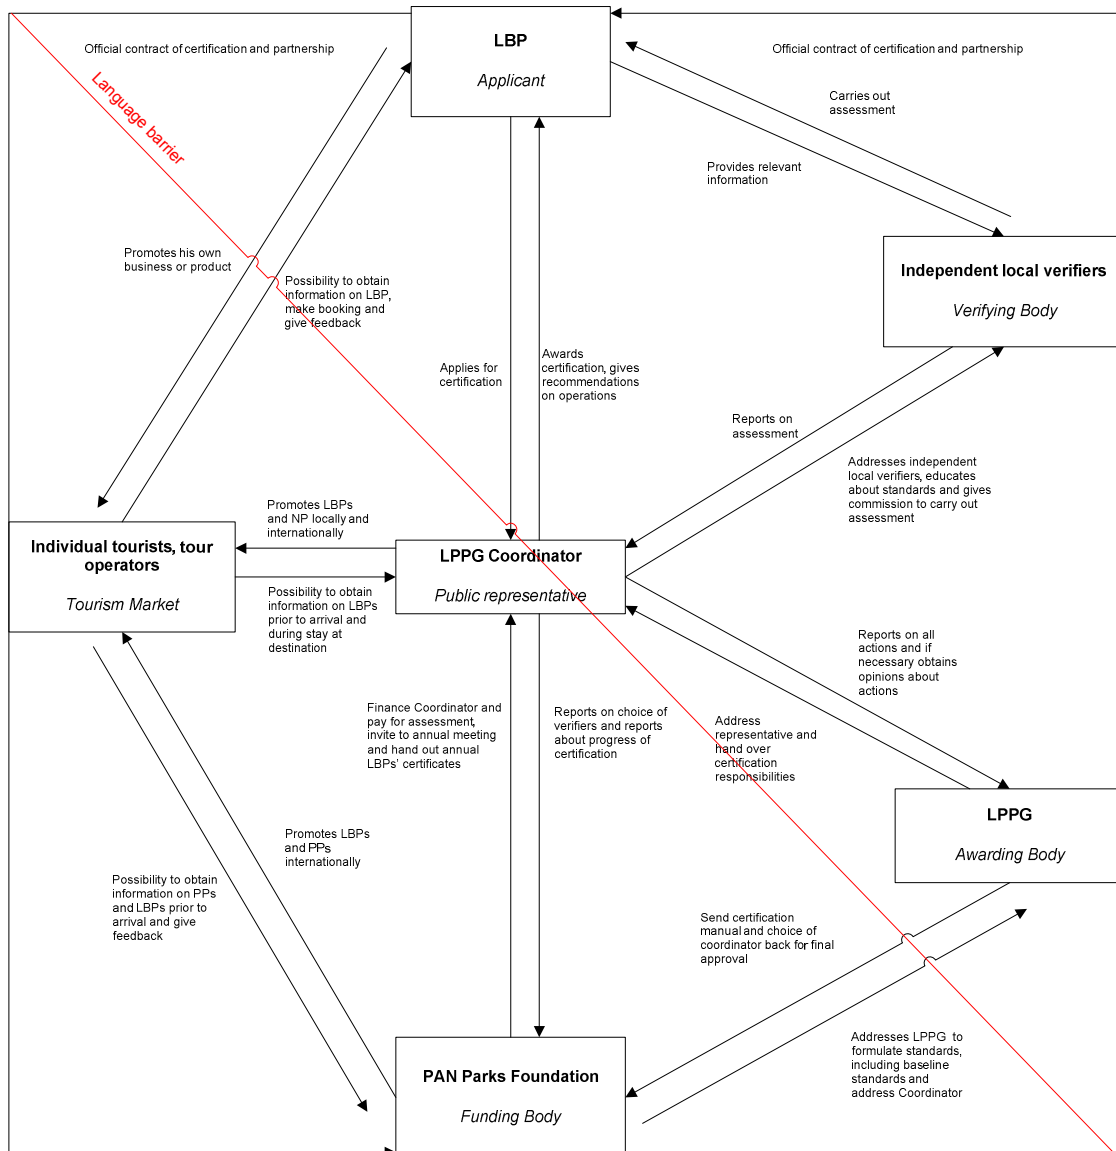 LBP
Applicant
Official contract of certification and partnership
Official contract of certification and partnership
Language barrier
Carries out
assessment
Provides relevant
information
Promotes his own
business or product
Possibility to obtain
information on LBP,
make booking and
give feedback
Independent local verifiers
Verifying Body
Applies for
certification
Awards
certification, gives
recommendations
on operations
Reports on
assessment
Addresses independent
local verifiers, educates
about standards and gives
commission to carry out
assessment
Promotes LBPs
and NP locally and
internationally
Individual tourists, tour
operators
Tourism Market
LPPG Coordinator
Public representative
Possibility to obtain
information on LBPs
prior to arrival and
during stay at
destination
Reports on all
actions and if
necessary obtains
opinions about
actions
Finance Coordinator and
pay for assessment,
invite to annual meeting
and hand out annual
LBPs' certificates
Reports on choice of
verifiers and reports
about progress of
certification
Address
representative and
hand over
certification
responsibilities
LPPG
Awarding Body
Promotes LBPs
and PPs
internationally
Possibility to obtain
information on PPs
and LBPs prior to
arrival and give
feedback
Send certification
manual and choice of
coordinator back for final
approval
Addresses LPPG to
formulate standards,
including baseline
standards and
address Coordinator
PAN Parks Foundation
Funding Body